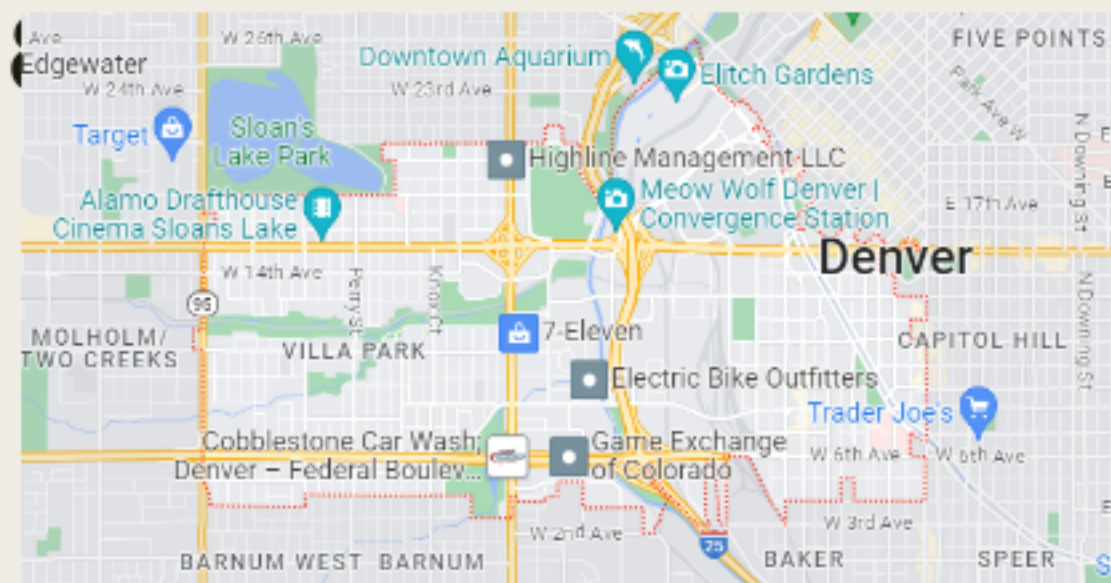 Ave
W 26th Ave
Downtown Aquarium
FIVE POINTS
Edgewater
Elitch Gardens
W 24th Ave
W 23rd Ave
Park Ave W
Target
Sloan's
Lake Park
N Downing St
Highline Management LLC
Alamo Drafthouse
Cinema Sloans Lake
Meow Wolf Denver |
Convergence Station
E 17th Ave
Denver
W 14th Ave
Perry St
Knox Ct
N Downing St
95
MOLHOLM/
TWO CREEKS
VILLA PARK
7-Eleven
CAPITOL HILL
Electric Bike Outfitters
Trader Joe's
Cobblestone Car Wash;
Denver – Federal Boulev...
Game Exchange
of Colorado
W 6th Ave
W 6th Ave
W 3rd Ave
W 2nd Ave
25
BARNUM WEST
BARNUM
BAKER
SPEER
S